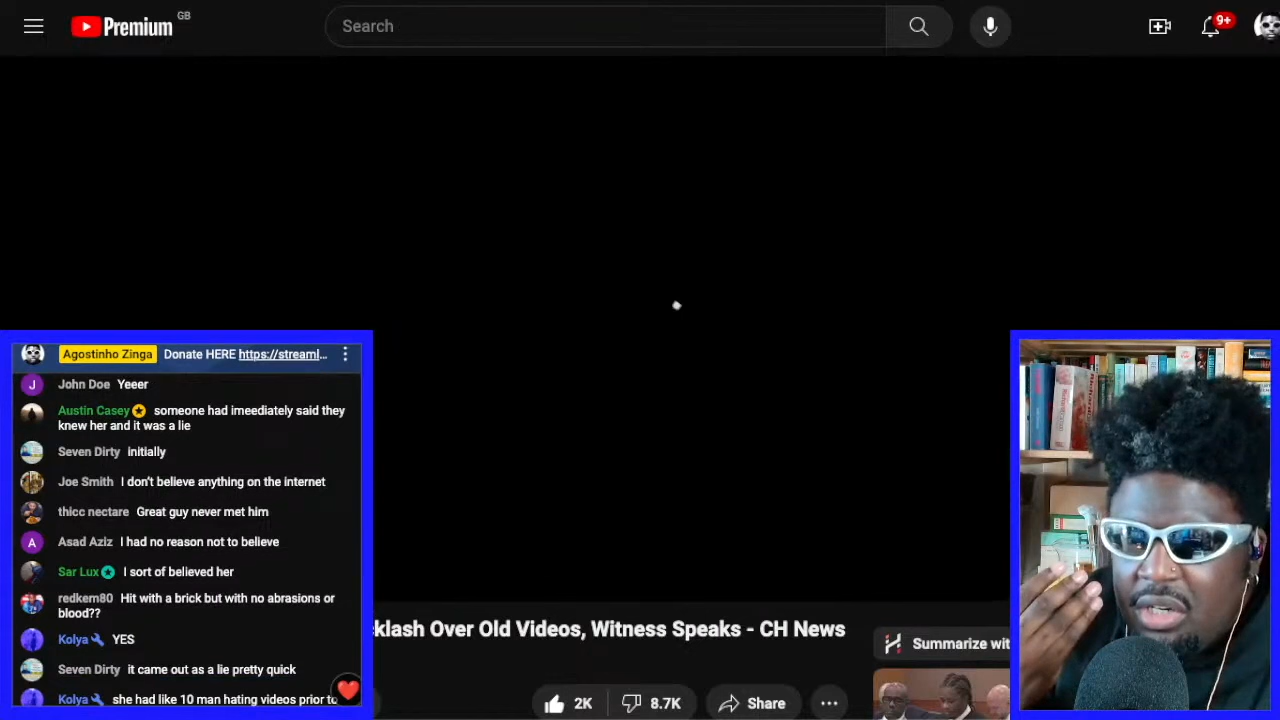 Premium GB
Search
9+
Agostinho Zinga Donate HERE https://streaml...
J John Doe Yeeer
Austin Casey someone had imeediately said they
knew her and it was a lie
Seven Dirty initially
Joe Smith I don't believe anything on the internet
thicc nectare Great guy never met him
A Asad Aziz I had no reason not to believe
Sar Lux I sort of believed her
redkem80 Hit with a brick but with no abrasions or
blood??
Kolya YES
Seven Dirty it came out as a lie pretty quick
Kolya she had like 10 man hating videos prior to
cklash Over Old Videos, Witness Speaks - CH News
Summarize wit
2K 8.7K Share